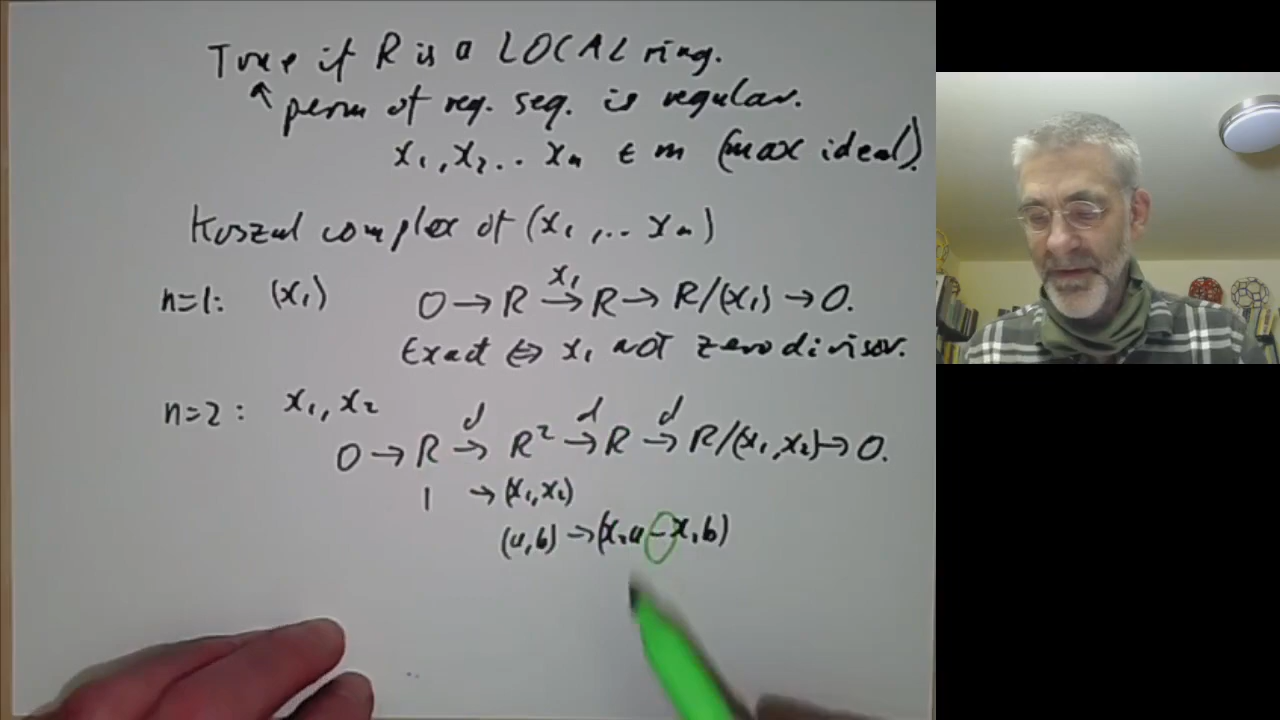 True if R is a LOCAL ring.
↖ perm of reg. seq. is regular.
x₁, x₂ .. xₙ ∈ m (max ideal).
Koszul complex of (x₁, .. xₙ)
n=1: (x₁) 0 → R →^{x₁} R → R/(x₁) → 0.
Exact ⇔ x₁ not zero divisor.
n=2: x₁, x₂
0 → R →^{d} R² →^{d} R →^{d} R/(x₁,x₂) → 0.
1 → (x₁, x₂)
(a,b) → (x₂a − x₁b)